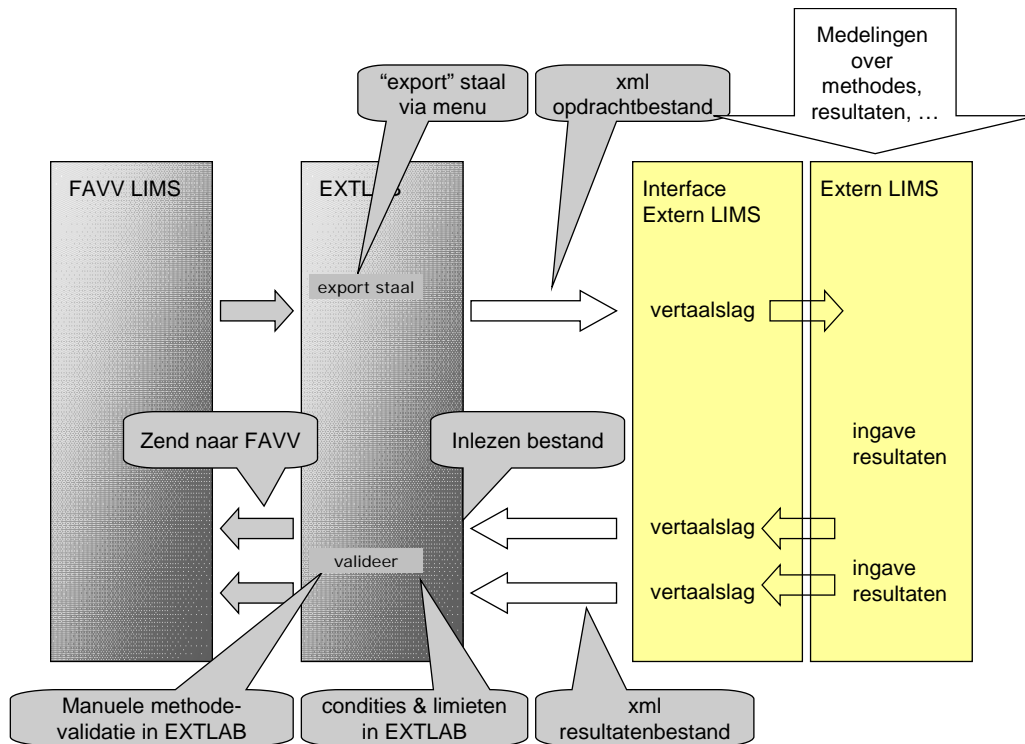 Medelingen
over
methodes,
resultaten, …
“export” staal
via menu
xml
opdrachtbestand
FAVV LIMS
Interface
Extern LIMS
Extern LIMS
export staal
vertaalslag
Zend naar FAVV
Inlezen bestand
ingave
resultaten
vertaalslag
valideer
vertaalslag
ingave
resultaten
Manuele methode-
validatie in EXTLAB
condities & limieten
in EXTLAB
xml
resultatenbestand